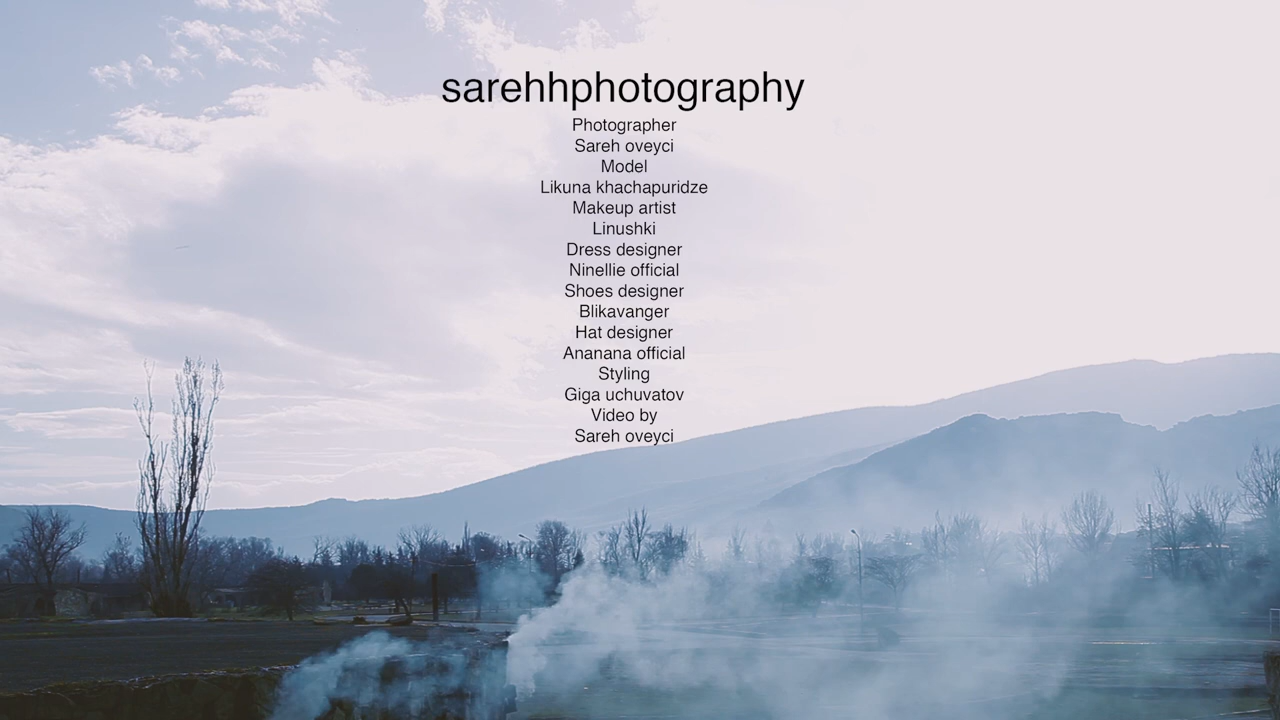 sarehhphotography
Photographer
Sareh oveyci
Model
Likuna khachapuridze
Makeup artist
Linushki
Dress designer
Ninellie official
Shoes designer
Blikavanger
Hat designer
Ananana official
Styling
Giga uchuvatov
Video by
Sareh oveyci